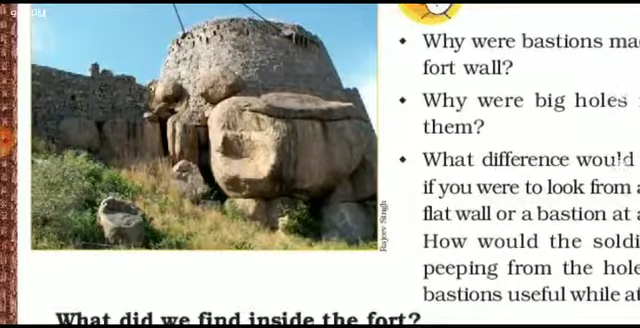 • Why were bastions ma
fort wall?
• Why were big holes
them?
• What difference would
if you were to look from a
flat wall or a bastion at a
How would the soldi
peeping from the hole
bastions useful while at
Rajeev Singh
What did we find inside the fort?